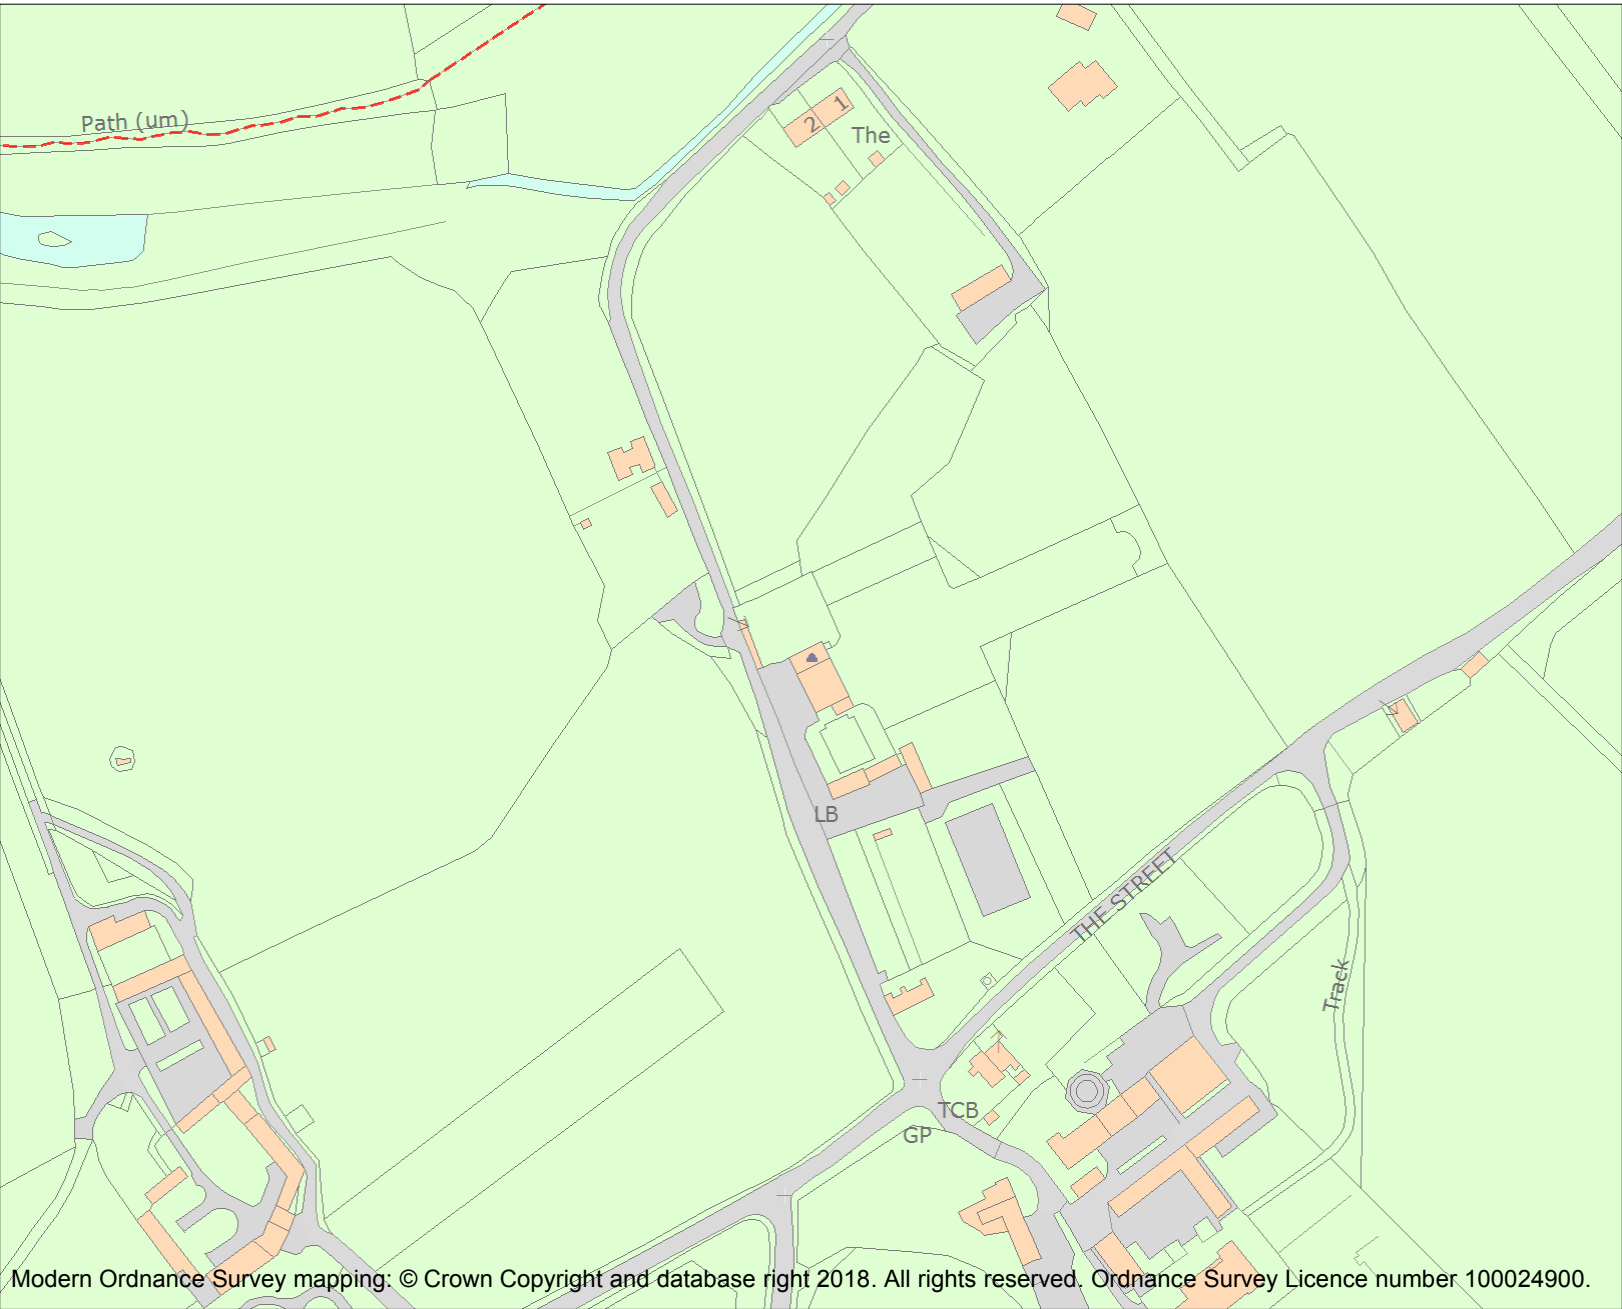 Path (um)
1
2
The
LB
THE STREET
Track
TCB
GP
Modern Ordnance Survey mapping: © Crown Copyright and database right 2018. All rights reserved. Ordnance Survey Licence number 100024900.